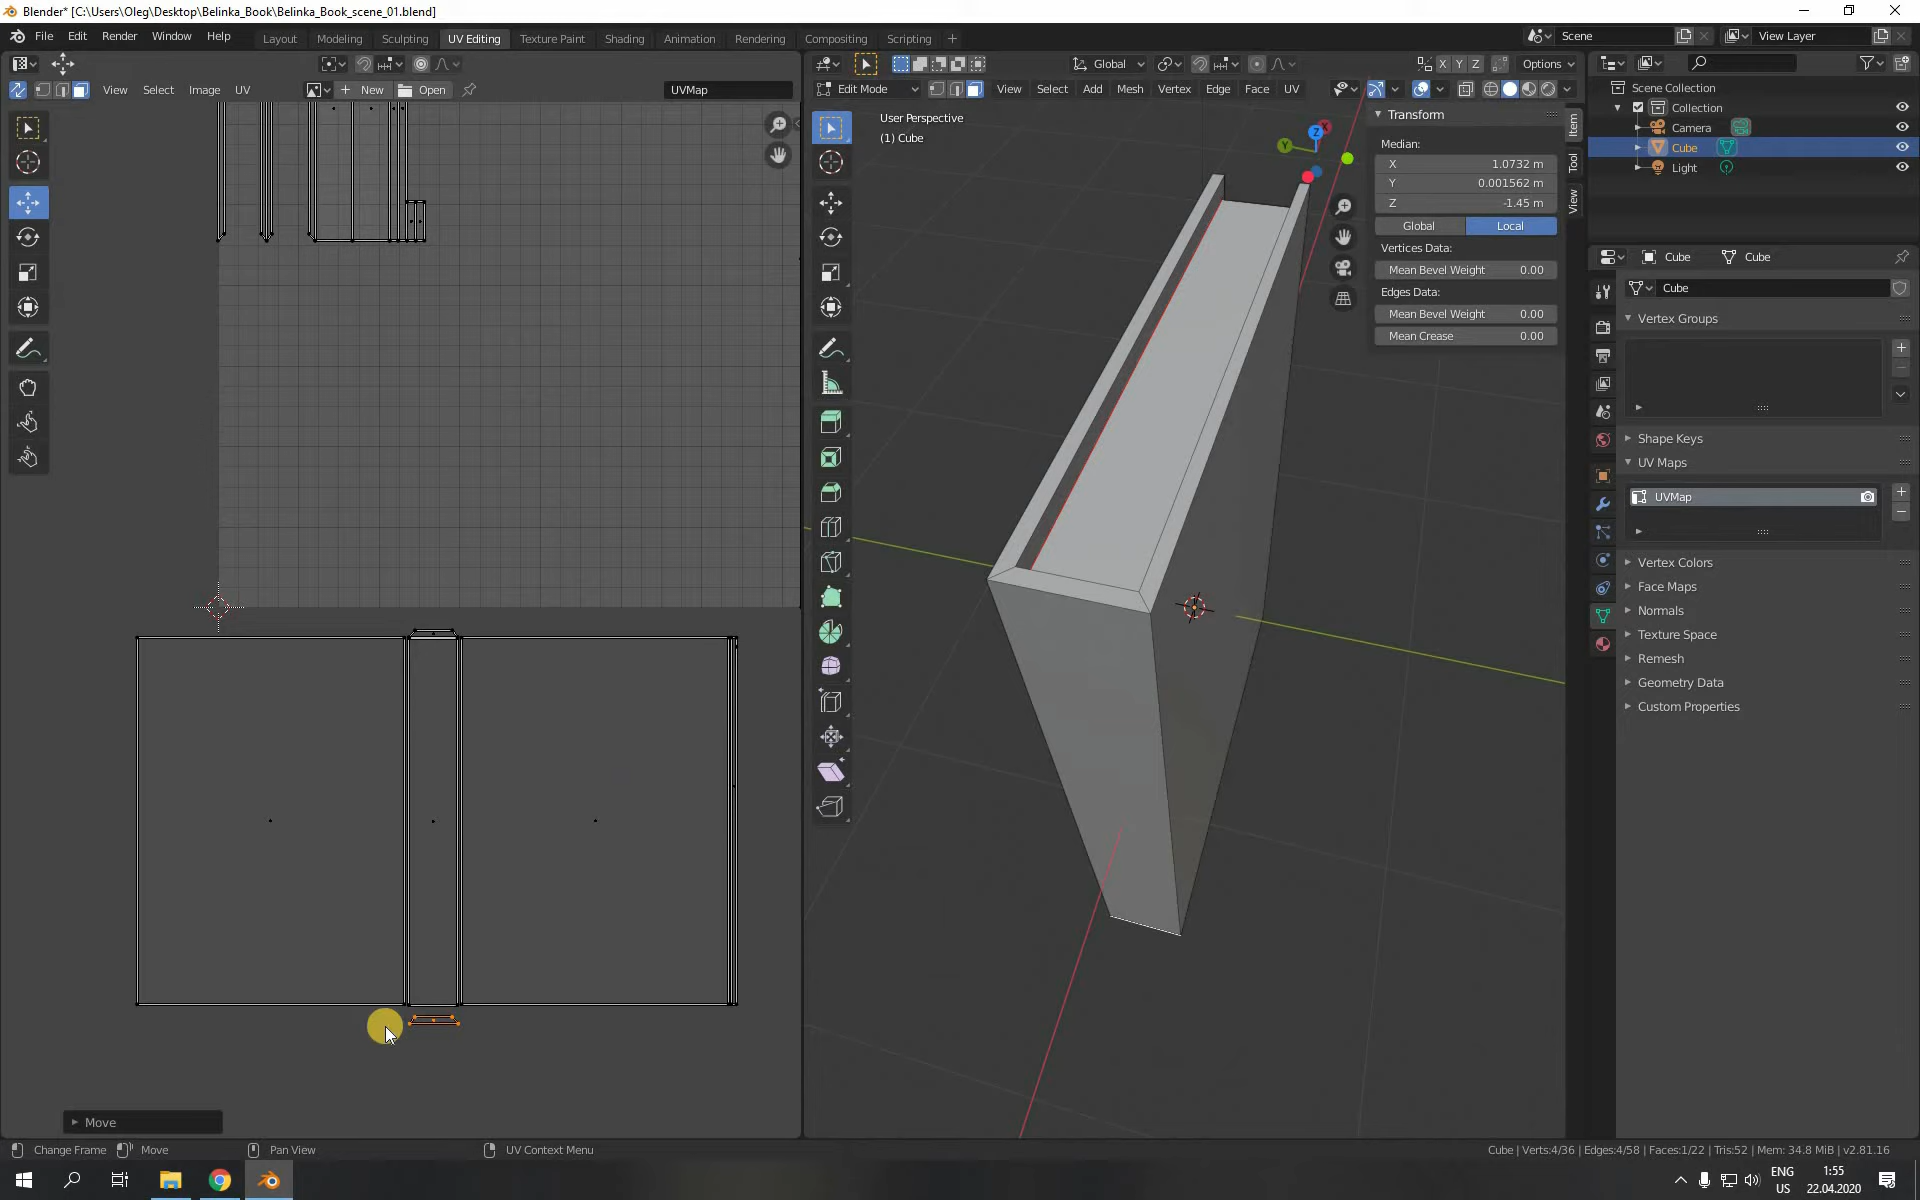 Blender* [C:\Users\Oleg\Desktop\Belinka_Book\Belinka_Book_scene_01.blend]
File Edit Render Window Help Layout Modeling Sculpting UV Editing Texture Paint Shading Animation Rendering Compositing Scripting + Scene View Layer
Global X Y Z Options
View Select Image UV + New Open UVMap Edit Mode View Select Add Mesh Vertex Edge Face UV
Scene Collection
Collection
Camera
Cube
Light
User Perspective
(1) Cube
Transform
Median:
X 1.0732 m
Y 0.001562 m
Z -1.45 m
Global Local
Vertices Data:
Mean Bevel Weight 0.00
Edges Data:
Mean Bevel Weight 0.00
Mean Crease 0.00
Item
Tool
View
X
Y
Z
Cube Cube
Cube
Vertex Groups
Shape Keys
UV Maps
UVMap
Vertex Colors
Face Maps
Normals
Texture Space
Remesh
Geometry Data
Custom Properties
Move
Change Frame Move Pan View UV Context Menu Cube | Verts:4/36 | Edges:4/58 | Faces:1/22 | Tris:52 | Mem: 34.8 MiB | v2.81.16
ENG
US
1:55
22.04.2020